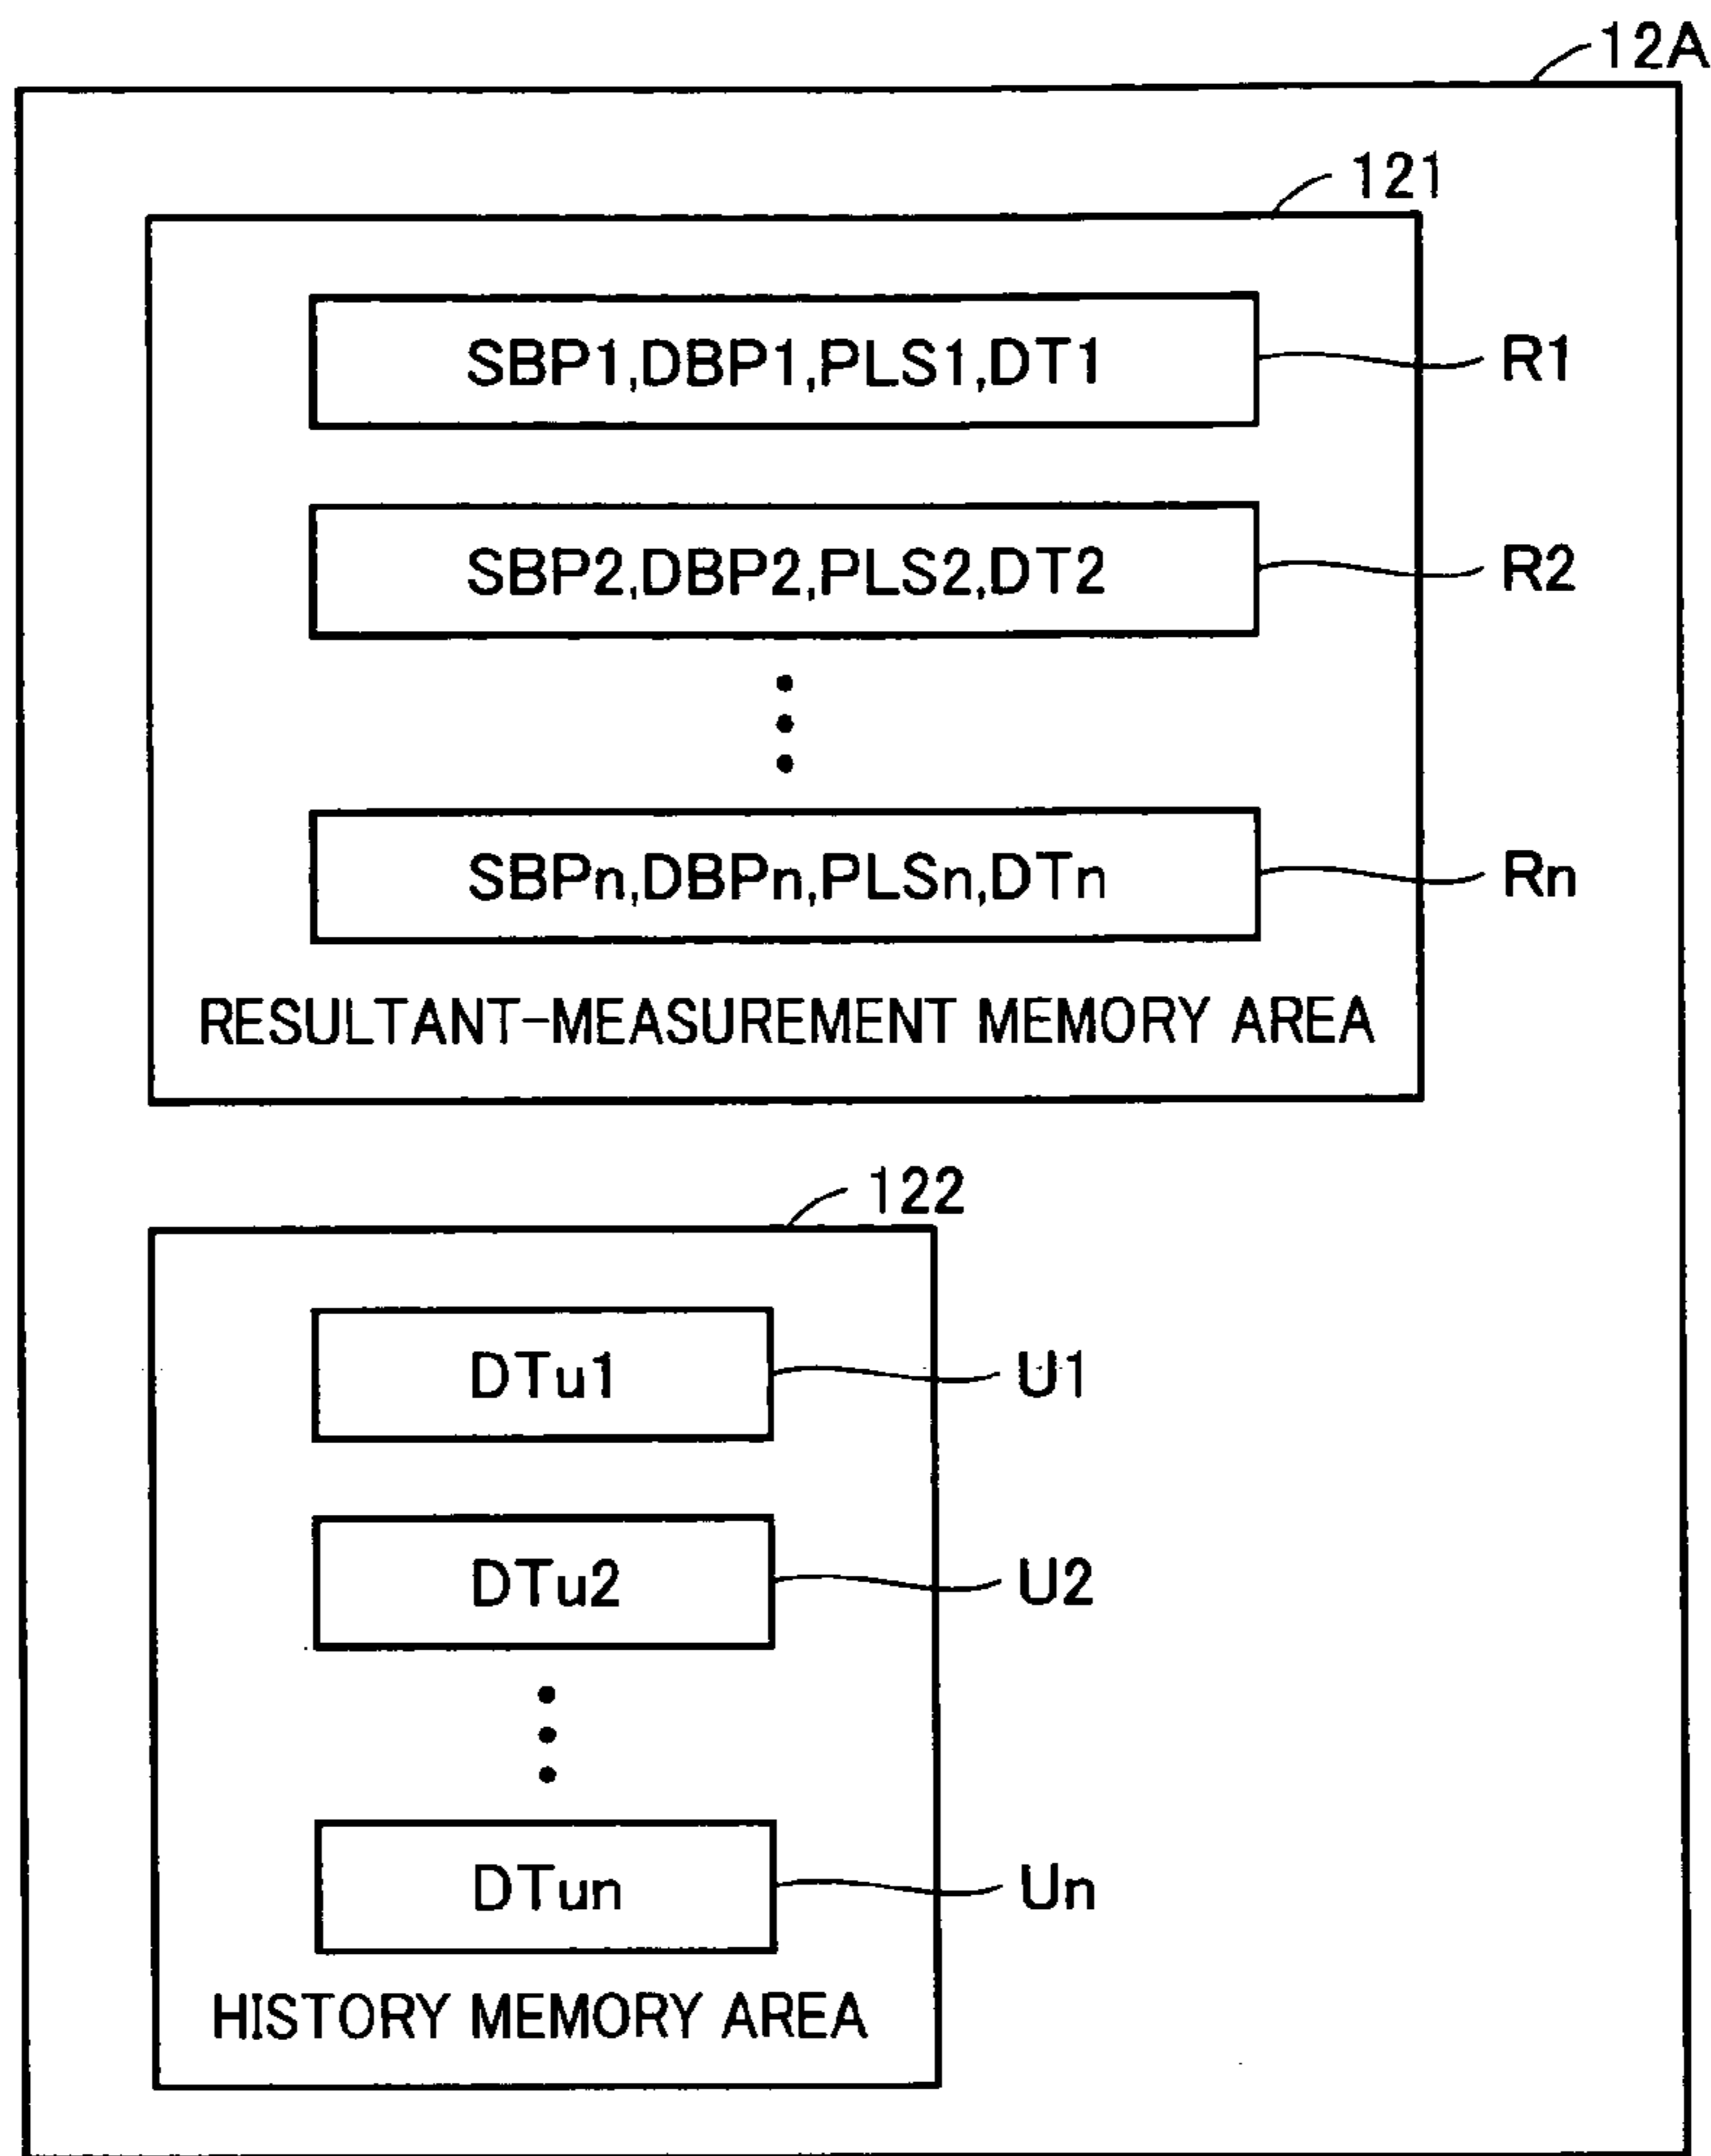 12A
121
SBP1,DBP1,PLS1,DT1 R1
SBP2,DBP2,PLS2,DT2 R2
SBPn,DBPn,PLSn,DTn Rn
RESULTANT-MEASUREMENT MEMORY AREA
122
DTu1 U1
DTu2 U2
DTun Un
HISTORY MEMORY AREA